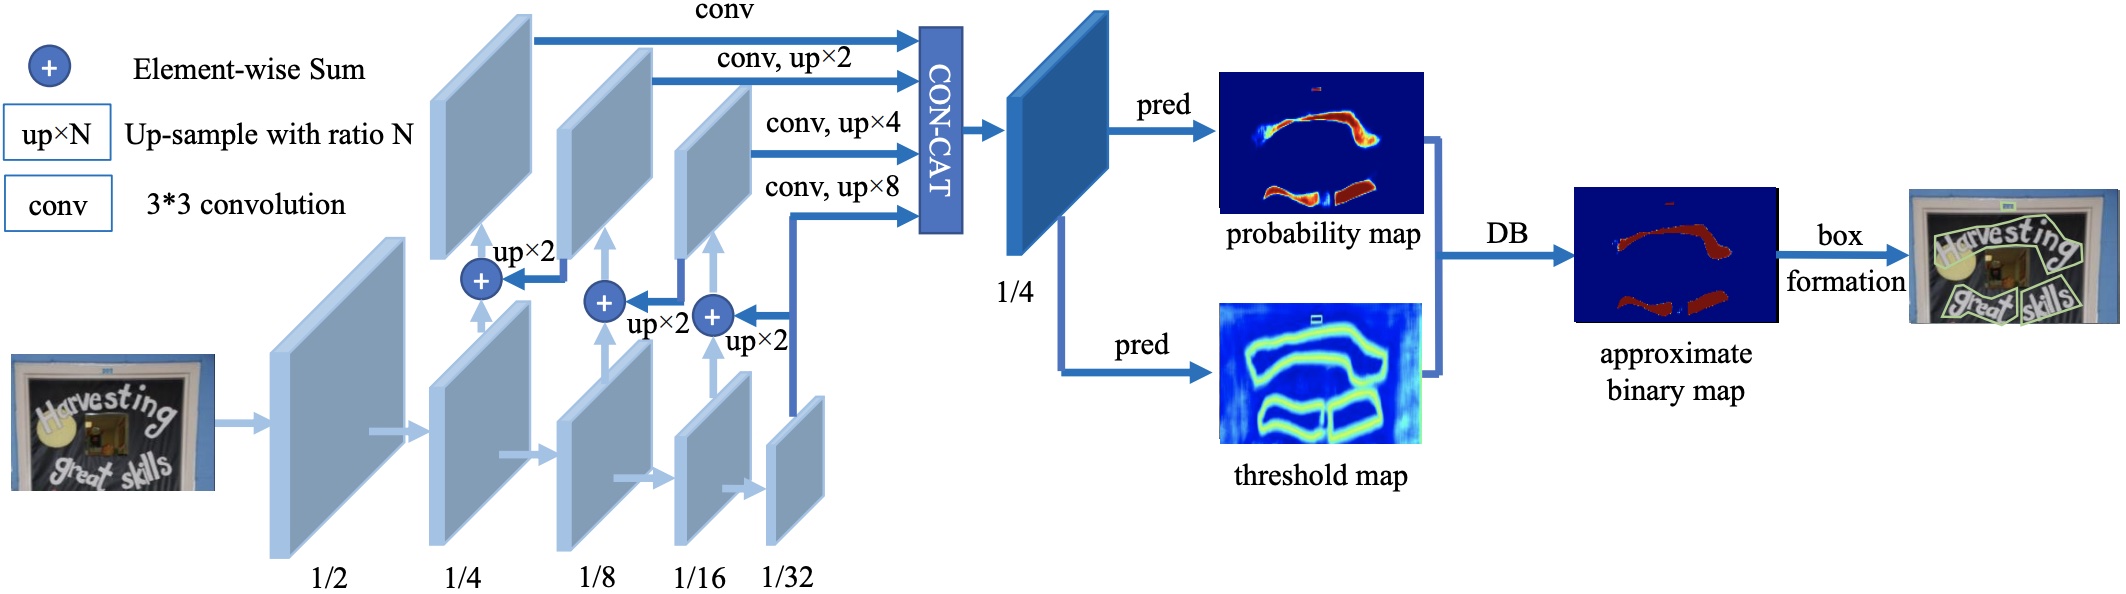 conv
+ Element-wise Sum
up×N Up-sample with ratio N
conv 3*3 convolution
conv, up×2
conv, up×4
conv, up×8
CON-CAT
up×2
+
up×2
+
up×2
+
Harvesting
great skills
1/2
1/4
1/8
1/16
1/32
1/4
pred
probability map
pred
threshold map
DB
approximate
binary map
box
formation
Harvesting
great skills